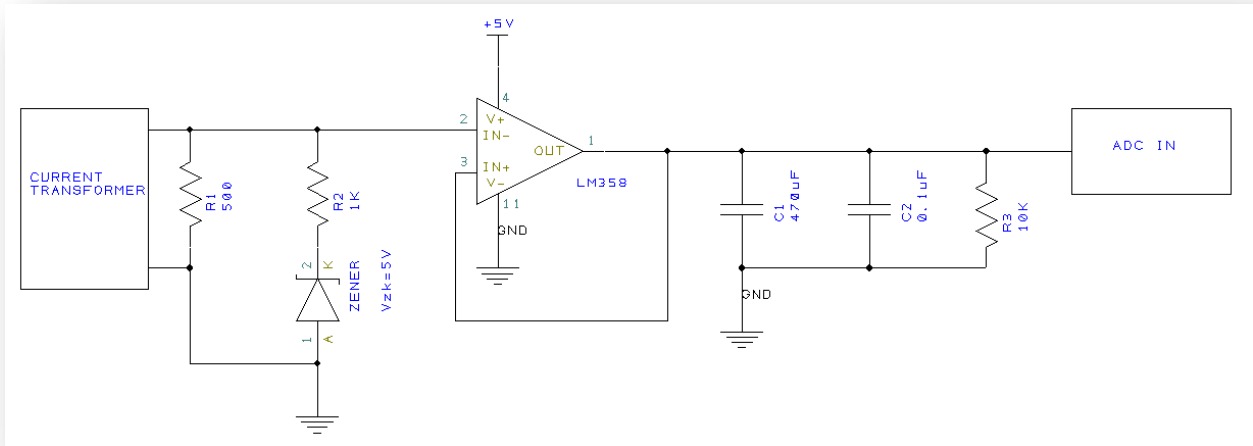 +5V
4
2
V+
IN-
3
IN+
V-
OUT
1
LM358
11
GND
CURRENT
TRANSFORMER
R1
500
R2
1K
2
K
ZENER
Vzk=5V
1
A
C1
470uF
C2
0.1uF
R3
10K
GND
ADC IN